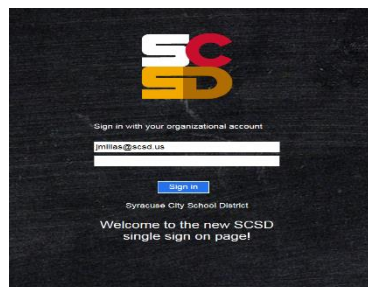 SC
SD
Sign in with your organizational account
jmillas@scsd.us
Sign in
Syracuse City School District
Welcome to the new SCSD
single sign on page!